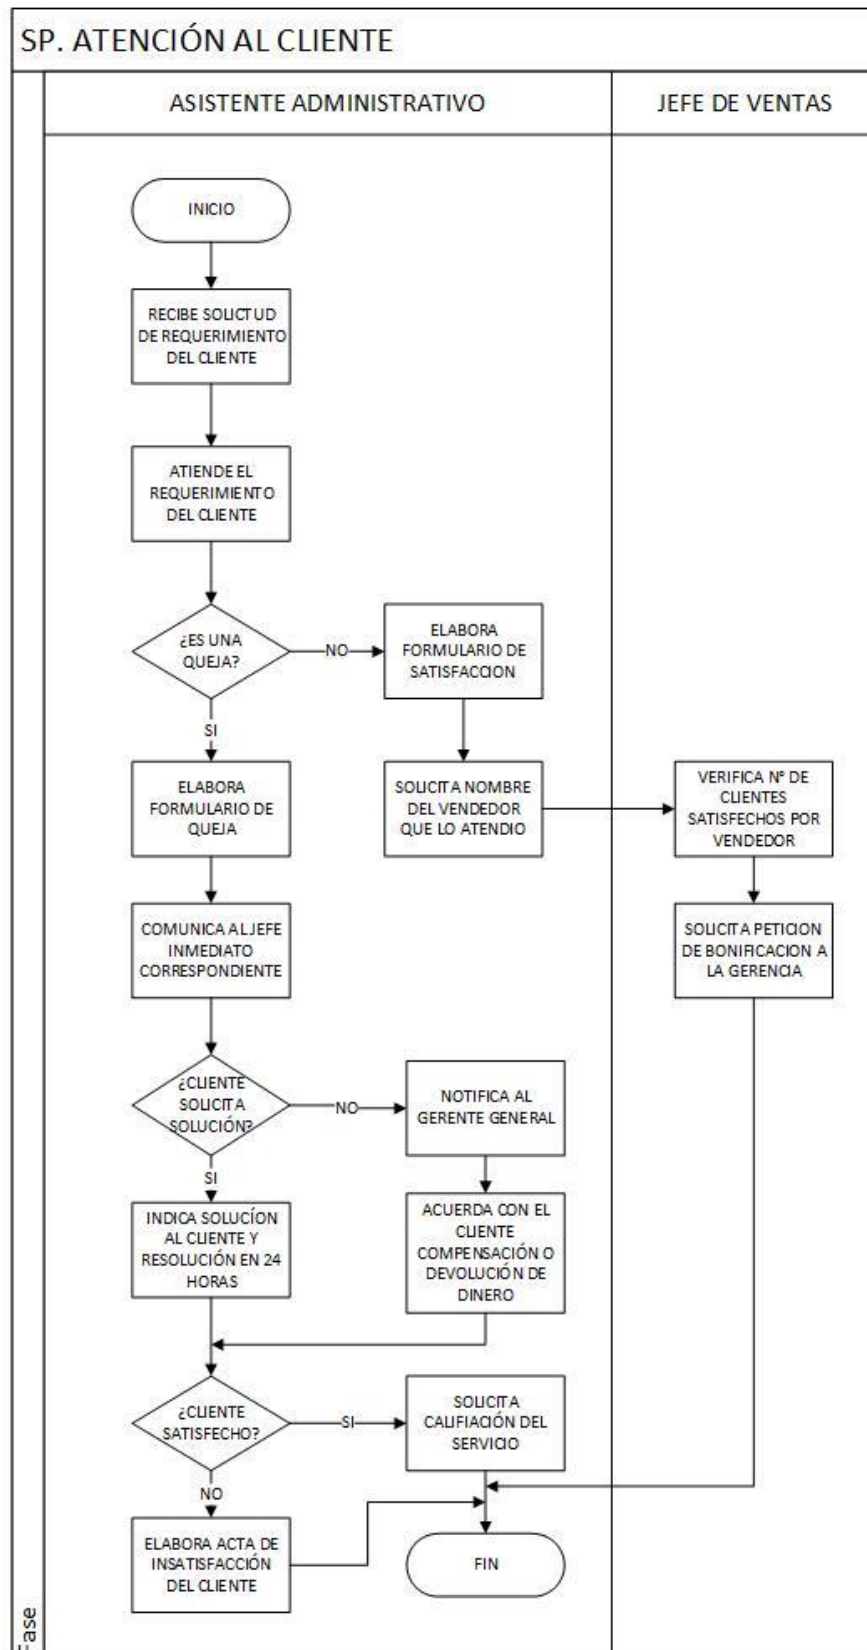 SP. ATENCIÓN AL CLIENTE
ASISTENTE ADMINISTRATIVO
JEFE DE VENTAS
INICIO
RECIBE SOLICTUD
DE REQUERIMIENTO
DEL CLIENTE
ATIENDE EL
REQUERIMIENTO
DEL CLIENTE
¿ES UNA
QUEJA?
NO
ELABORA
FORMULARIO DE
SATISFACCION
SI
ELABORA
FORMULARIO DE
QUEJA
SOLICITA NOMBRE
DEL VENDEDOR
QUE LO ATENDIO
VERIFICA Nº DE
CLIENTES
SATISFECHOS POR
VENDEDOR
COMUNICA AL JEFE
INMEDIATO
CORRESPONDIENTE
SOLICITA PETICION
DE BONIFICACION A
LA GERENCIA
¿CLIENTE
SOLICITA
SOLUCIÓN?
NO
NOTIFICA AL
GERENTE GENERAL
SI
INDICA SOLUCÍON
AL CLIENTE Y
RESOLUCIÓN EN 24
HORAS
ACUERDA CON EL
CLIENTE
COMPENSACIÓN O
DEVOLUCIÓN DE
DINERO
¿CLIENTE
SATISFECHO?
SI
SOLICITA
CALIFIACIÓN DEL
SERVICIO
NO
ELABORA ACTA DE
INSATISFACCIÓN
DEL CLIENTE
FIN
Fase